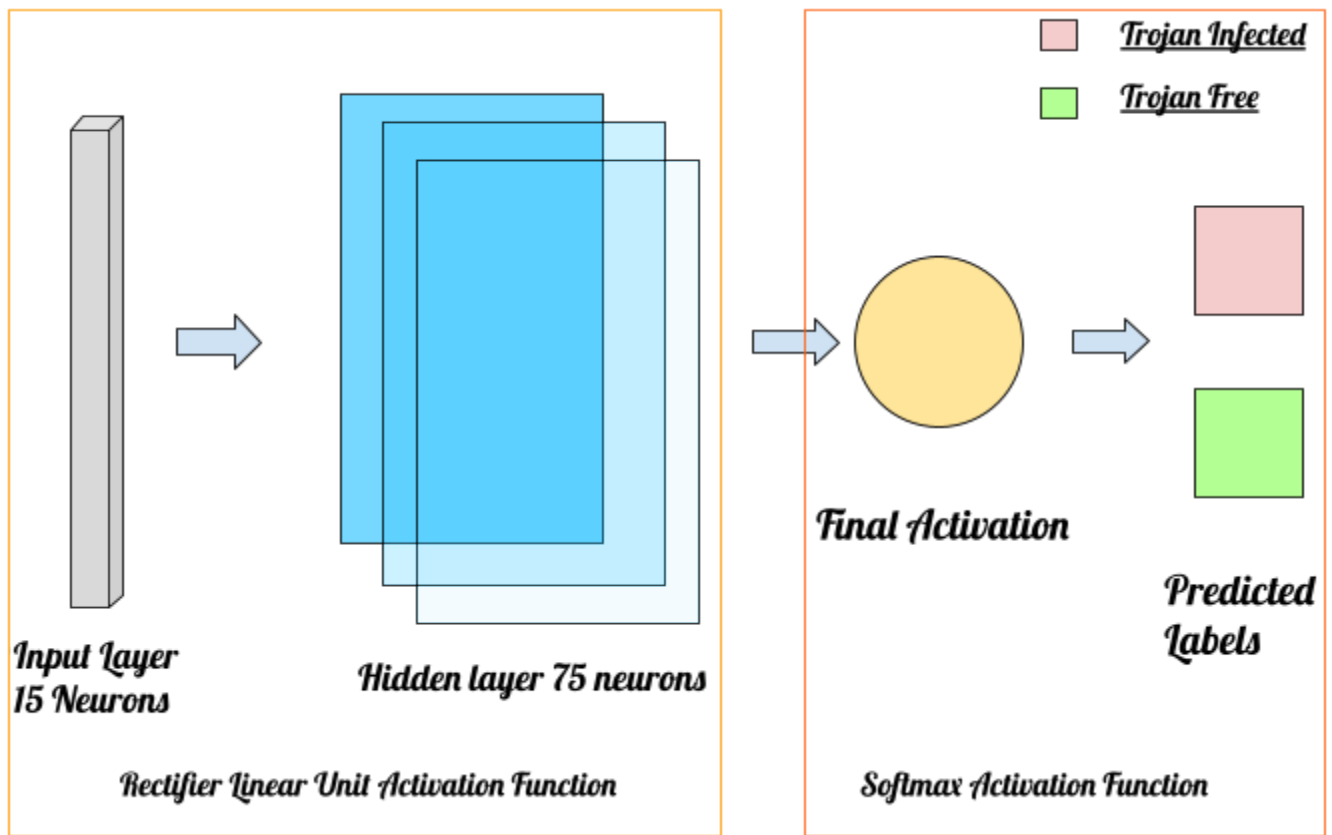 Trojan Infected
Trojan Free
Input Layer
15 Neurons
Hidden layer 75 neurons
Final Activation
Predicted
Labels
Rectifier Linear Unit Activation Function
Softmax Activation Function